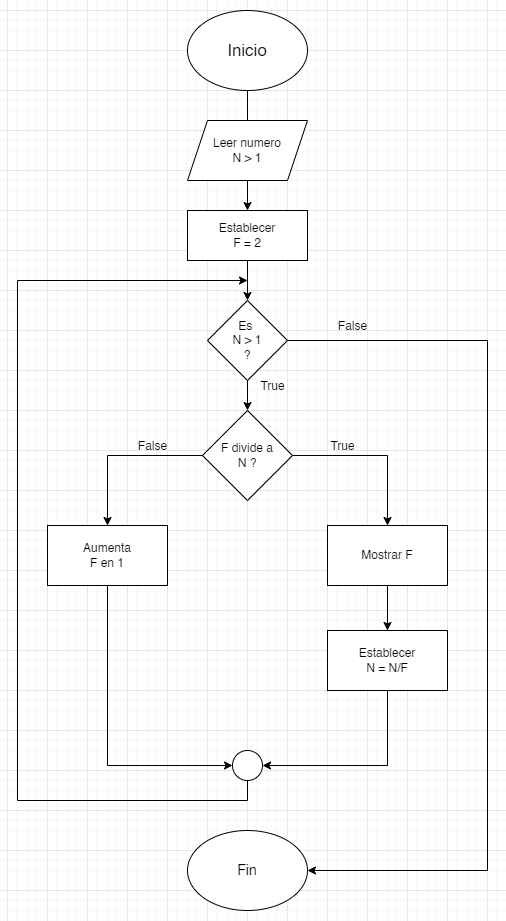 Inicio
Leer numero
N > 1
Establecer
F = 2
Es
N > 1
?
False
True
F divide a
N ?
False
True
Aumenta
F en 1
Mostrar F
Establecer
N = N/F
Fin